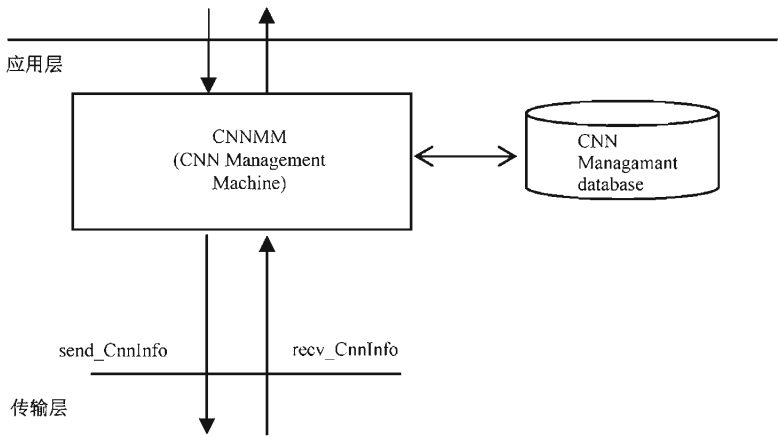 应用层
CNNMM
(CNN Management
Machine)
CNN
Managamant
database
send_CnnInfo
recv_CnnInfo
传输层